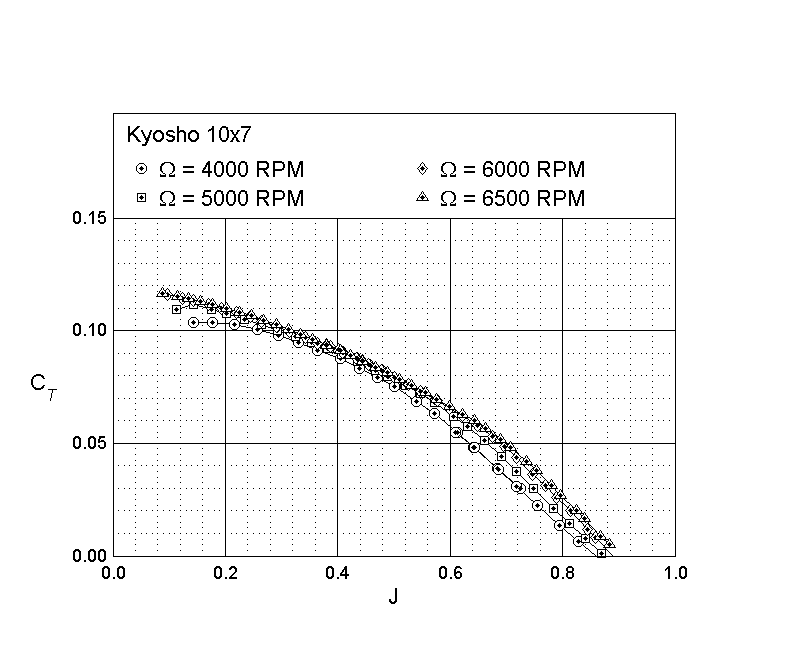 Kyosho 10x7
Ω = 4000 RPM
Ω = 6000 RPM
Ω = 5000 RPM
Ω = 6500 RPM
0.15
0.10
C_T
0.05
0.00
0.0 0.2 0.4 0.6 0.8 1.0
J